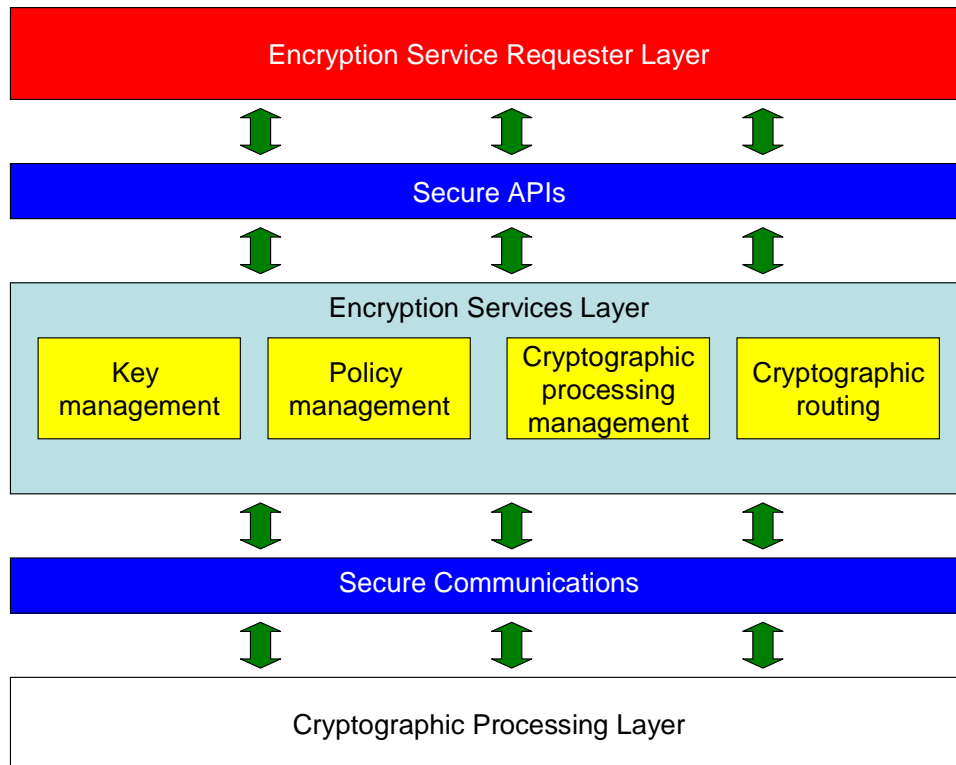 Encryption Service Requester Layer
Secure APIs
Encryption Services Layer
Key
management
Policy
management
Cryptographic
processing
management
Cryptographic
routing
Secure Communications
Cryptographic Processing Layer